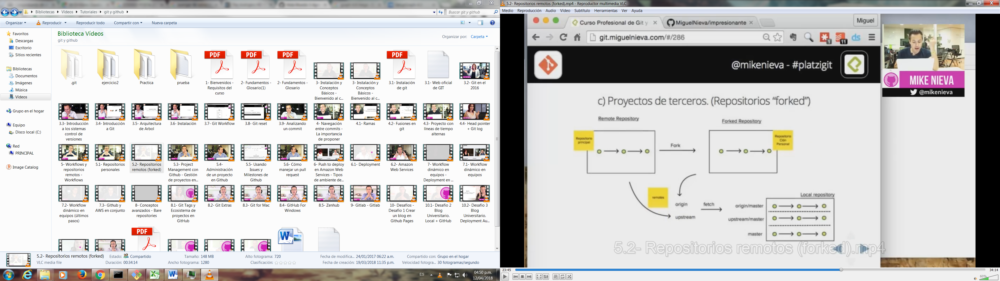 Bibliotecas Vídeos Tutoriales git y github
Buscar git y github
Organizar Reproducir Reproducir todo Compartir con Nueva carpeta
Favoritos
Descargas
Escritorio
Sitios recientes
Bibliotecas
Documentos
Imágenes
Música
Vídeos
Grupo en el hogar
Equipo
Disco local (C:)
Red
PRINCIPAL
Image Catalog
Biblioteca Vídeos
git y github
Organizar por: Carpeta
.git
ejercicio2
Practica
prueba
1- Bienvenidos - Requisitos del curso
2- Fundamentos - Glosario(1)
2- Fundamentos - Glosario
3- Instalación y Conceptos Básicos - Bienvenido al c...
3- Instalación y Conceptos Básicos - Bienvenido al c...
3.1- Instalación de git
3.1- Web oficial de GIT
3.2- Git en el 2016
3.3- Introducción a los sistemas control de versiones
3.4- Introducción a Git
3.5- Arquitectura de Arbol
3.6- Instalación
3.7- Git Workflow
3.8- Git reset
3.9- Analizando un commit
4- Navegación entre commits - La importancia de proponer
4.1- Ramas
4.2- Fusiones en git
4.3- Proyecto con líneas de tiempo alternas
4.4- Head pointer + Git log
5- Workflows y repositorios remotos - Workflows
5.1- Repositorios personales
5.2- Repositorios remotos (forked)
5.3- Project Management con Github - Gestión de proyectos en...
5.4- Administración de un proyecto en Github
5.5- Usando Issues y Milestones de Github
5.6- Cómo manejar un pull request
6- Push to deploy en Amazon Web Services - Tipos de ambiente de...
6.1- Deployment
6.2- Amazon Web Services
7- Workflow dinámico en equipos - Deployment en ...
7.1- Workflow dinámico en equipos
7.2- Workflow dinámico en equipos (últimos pasos)
7.3- Github y AWS en conjunto
8- Conceptos avanzados - Bare repositories
8.1- Git Tags y Ecosistema de proyectos en GitHub
8.2- Git Extras
8.3- Git for Mac
8.4- GitHub For Windows
8.5- Zenhub
9- Gitlab - Gitlab
10- Desafios - Desafio 1 Crear un blog en Github Pages
10.1- Desafio 2 Blog Universitario. Local + GitHub
10.2- Desafio 3 Blog Universitario. Deployment Au...
PDF
PDF
PDF
PDF
PDF
5.2- Repositorios remotos (forked) Estado: Compartido Tamaño: 148 MB Alto fotograma: 720 Fecha de modifica... 24/01/2017 06:22 a.m. Compartido con: Grupo en el hogar
VLC media file Duración: 00:34:14 Ancho fotograma: 1280 Clasificación: Fecha de creación: 19/03/2018 11:35 p.m. Velocidad fotogra... 30 fotogramas/segundo
ES
04:50 p.m.
12/04/2018
5.2- Repositorios remotos (forked).mp4 - Reproductor multimedia VLC
Medio Reproducción Audio Vídeo Subtítulo Herramientas Ver Ayuda
Curso Profesional de Git y
MiguelNieva/impresionante
Miguel
git.miguelnieva.com/#/286
1
11
ds
@mikenieva - #platzigit
MIKE NIEVA
@mikenieva
c) Proyectos de terceros. (Repositorios “forked”)
Remote Repository
Forked Repository
Repositorio principal
Fork
Repositorio Ción Personal
remotes
origin
upstream
fetch
Local repository
origin/master
upstream/master
master
5.2- Repositorios remotos (forked).mp4
23:45
34:14
60%